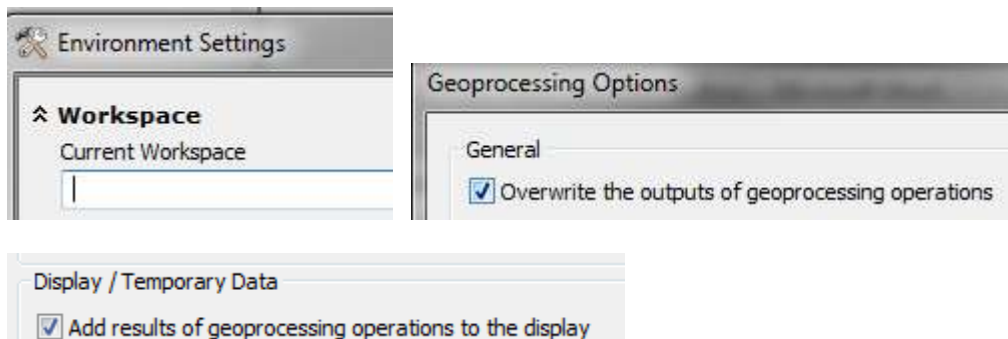 Environment Settings
Workspace
Current Workspace
Geoprocessing Options
General
Overwrite the outputs of geoprocessing operations
Display / Temporary Data
Add results of geoprocessing operations to the display